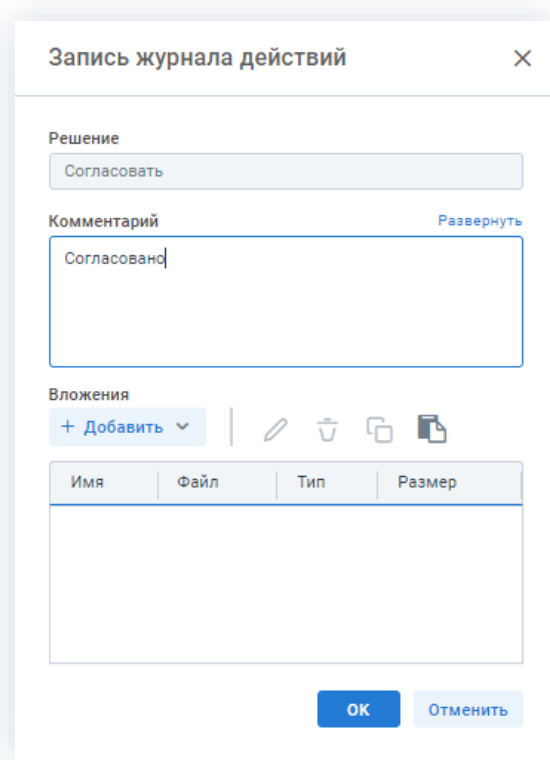 Запись журнала действий
Решение
Согласовать
Комментарий Развернуть
Согласовано
Вложения
+ Добавить
Имя Файл Тип Размер
ОК Отменить